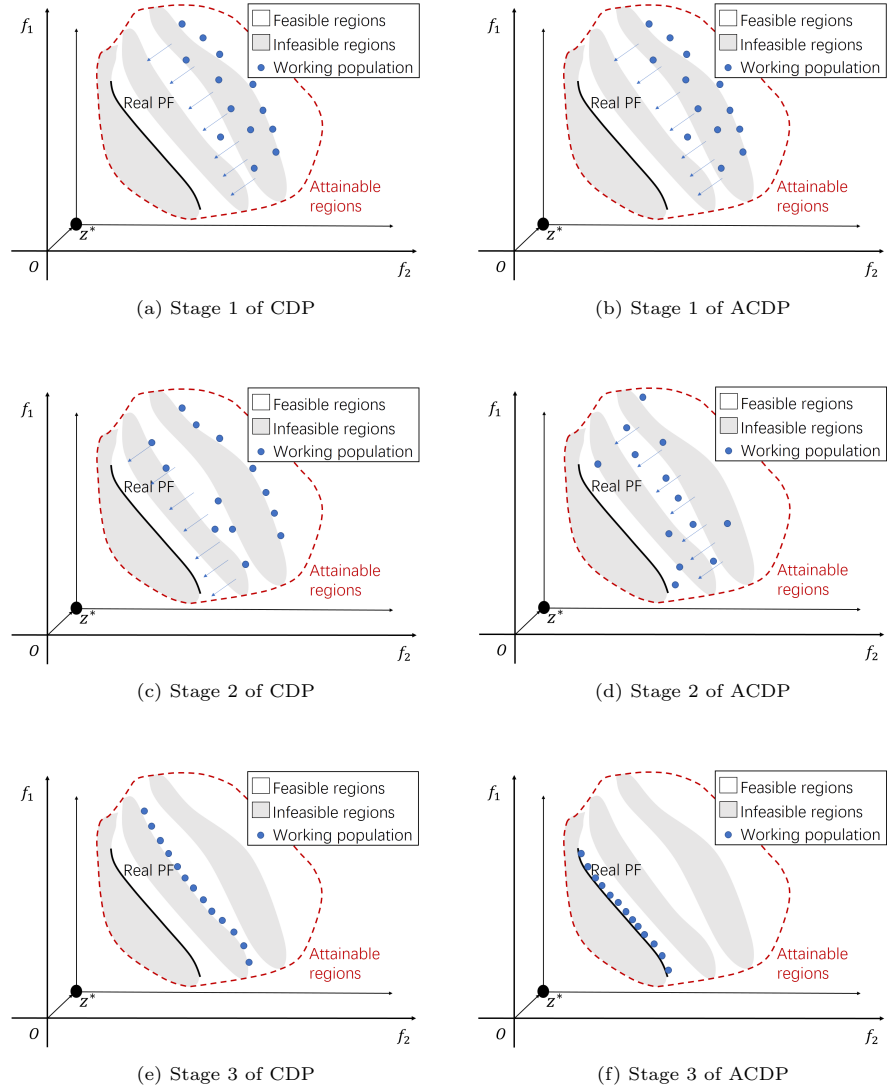 f₁
Feasible regions
Infeasible regions
Working population
Real PF
Attainable
regions
z*
O
f₂
(a) Stage 1 of CDP
f₁
Feasible regions
Infeasible regions
Working population
Real PF
Attainable
regions
z*
O
f₂
(b) Stage 1 of ACDP
f₁
Feasible regions
Infeasible regions
Working population
Real PF
Attainable
regions
z*
O
f₂
(c) Stage 2 of CDP
f₁
Feasible regions
Infeasible regions
Working population
Real PF
Attainable
regions
z*
O
f₂
(d) Stage 2 of ACDP
f₁
Feasible regions
Infeasible regions
Working population
Real PF
Attainable
regions
z*
O
f₂
(e) Stage 3 of CDP
f₁
Feasible regions
Infeasible regions
Working population
Real PF
Attainable
regions
z*
O
f₂
(f) Stage 3 of ACDP